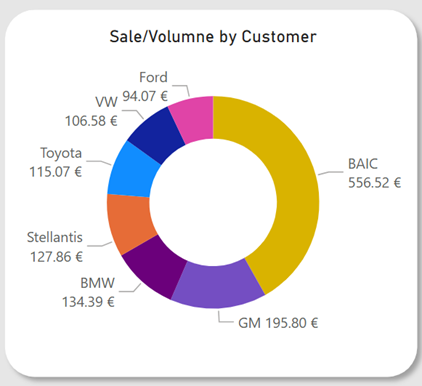 Sale/Volumne by Customer
Ford
94.07 €
VW
106.58 €
Toyota
115.07 €
Stellantis
127.86 €
BMW
134.39 €
GM 195.80 €
BAIC
556.52 €